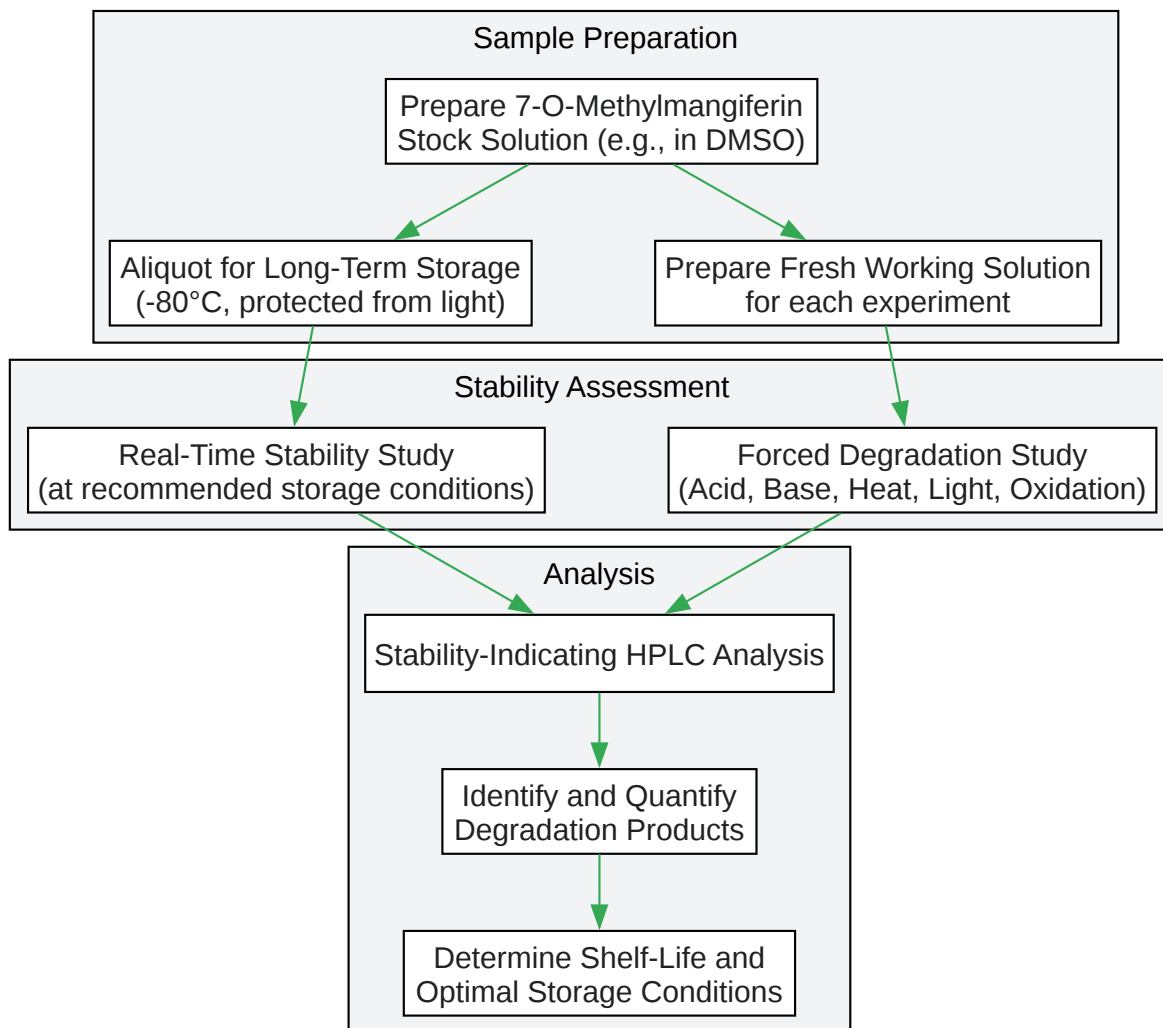 Sample Preparation
Prepare 7-O-Methylmangiferin
Stock Solution (e.g., in DMSO)
Aliquot for Long-Term Storage
(-80°C, protected from light)
Prepare Fresh Working Solution
for each experiment
Stability Assessment
Real-Time Stability Study
(at recommended storage conditions)
Forced Degradation Study
(Acid, Base, Heat, Light, Oxidation)
Analysis
Stability-Indicating HPLC Analysis
Identify and Quantify
Degradation Products
Determine Shelf-Life and
Optimal Storage Conditions